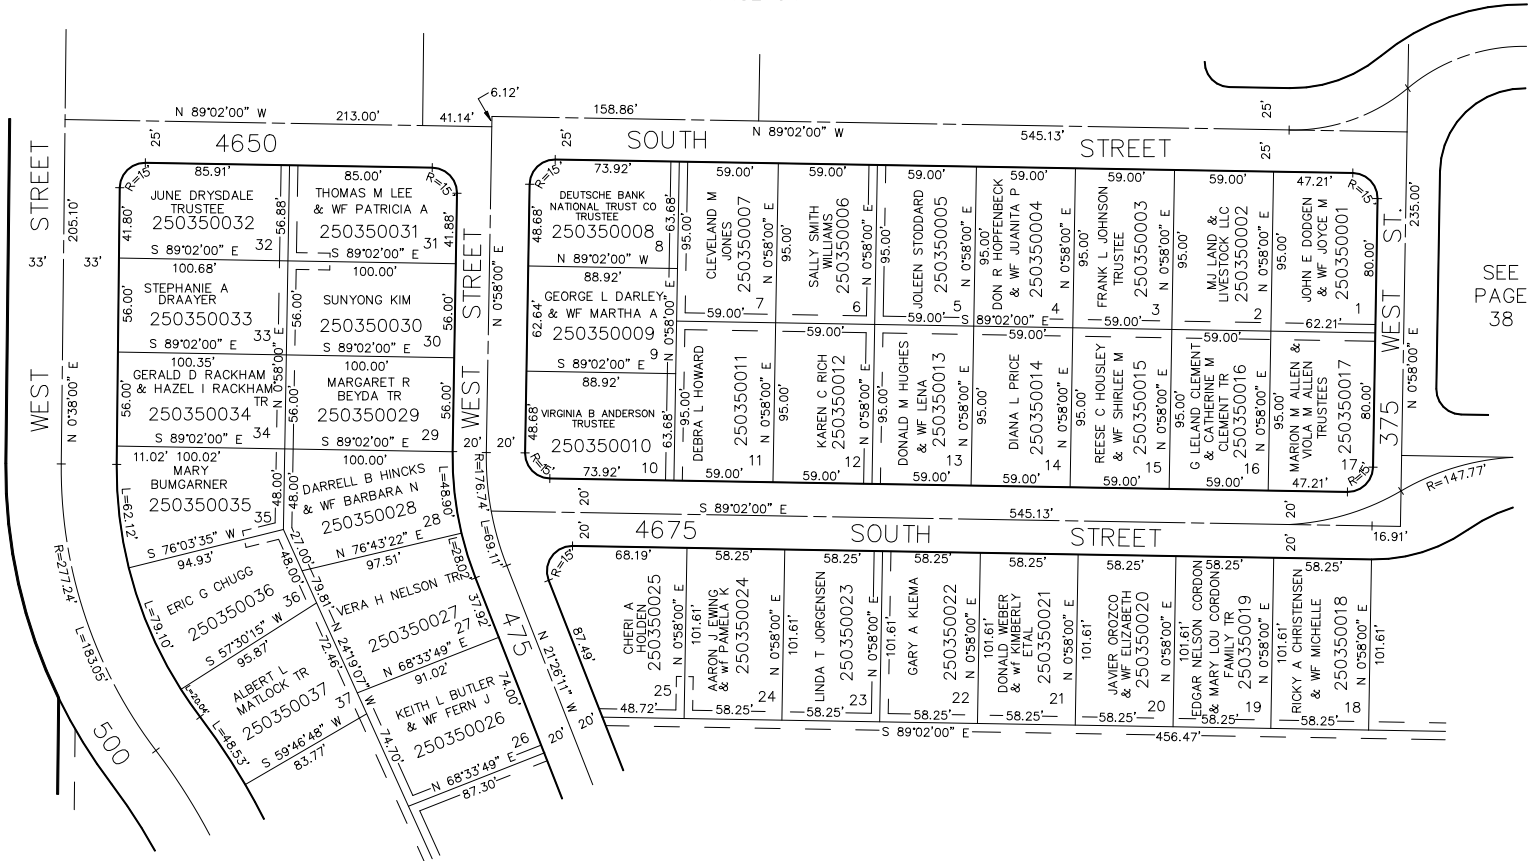 6.12'
N 89°02'00" W 213.00' 41.14' 158.86' N 89°02'00" W 545.13'
25' 25' 25' 25'
4650 SOUTH STREET
WEST STREET
N 0°38'00" E
205.10'
33' 33'
R=15'
85.91'
JUNE DRYSDALE
TRUSTEE
250350032
32
41.80'
56.88'
S 89°02'00" E
85.00'
R=15'
THOMAS M LEE
& WF PATRICIA A
250350031
31
41.88'
S 89°02'00" E
100.68'
STEPHANIE A
DRAAYER
250350033
33
56.00'
56.00'
S 89°02'00" E
100.00'
SUNYONG KIM
250350030
30
56.00'
S 89°02'00" E
100.35'
GERALD D RACKHAM
& HAZEL I RACKHAM
TR
250350034
34
56.00'
56.00'
N 0°58'00" E
S 89°02'00" E
100.00'
MARGARET R
BEYDA TR
250350029
29
56.00'
S 89°02'00" E
11.02' 100.02'
MARY
BUMGARNER
250350035
35
L=62.12'
48.00'
S 76°03'35" W
94.93'
100.00'
DARRELL B HINCKS
& WF BARBARA N
250350028
28
48.00'
27.00'
L=48.90'
N 76°43'22" E
97.51'
ERIC G CHUGG
250350036
36
L=79.10'
48.00'
S 57°30'15" W
95.87'
VERA H NELSON TR
250350027
27
79.81'
L=28.02'
37.92'
N 68°33'49" E
91.02'
ALBERT L
MATLOCK TR
250350037
37
L=20.04'
L=48.53'
72.46'
N 24°19'07" W
S 59°46'48" W
83.77'
KEITH L BUTLER
& WF FERN J
250350026
26
74.00'
74.70'
N 68°33'49" E
87.30'
R=277.24'
L=183.05'
500
WEST STREET
N 0°58'00" E
20' 20'
R=176.74'
L=69.11'
475
N 21°26'11" W
20' 20'
R=15'
73.92'
DEUTSCHE BANK
NATIONAL TRUST CO
TRUSTEE
250350008
8
48.68'
63.68'
N 89°02'00" W
88.92'
GEORGE L DARLEY
& WF MARTHA A
250350009
9
62.64'
N 0°58'00" E
S 89°02'00" E
88.92'
VIRGINIA B ANDERSON
TRUSTEE
250350010
10
48.68'
63.68'
R=15'
73.92'
59.00'
CLEVELAND M
JONES
250350007
7
95.00'
N 0°58'00" E
59.00'
SALLY SMITH
WILLIAMS
250350006
6
95.00'
N 0°58'00" E
59.00'
59.00'
JOLEN STODDARD
250350005
5
95.00'
N 0°58'00" E
59.00'
S 89°02'00" E
59.00'
DON R HOPFENBECK
& WF JUANITA P
250350004
4
95.00'
N 0°58'00" E
59.00'
FRANK L JOHNSON
TRUSTEE
250350003
3
95.00'
N 0°58'00" E
59.00'
59.00'
MJ LAND &
LIVESTOCK LLC
250350002
2
95.00'
N 0°58'00" E
47.21'
R=15'
JOHN E DODGEN
& WF JOYCE M
250350001
1
95.00'
80.00'
62.21'
DEBRA L HOWARD
250350011
11
95.00'
N 0°58'00" E
59.00'
59.00'
KAREN C RICH
250350012
12
95.00'
N 0°58'00" E
59.00'
DONALD M HUGHES
& WF LENA
250350013
13
95.00'
N 0°58'00" E
59.00'
59.00'
DIANA L PRICE
250350014
14
95.00'
N 0°58'00" E
59.00'
REESE C HOUSLEY
& WF SHIRLEE M
250350015
15
95.00'
N 0°58'00" E
59.00'
G LELAND CLEMENT
& CATHERINE M
CLEMENT TR
250350016
16
95.00'
N 0°58'00" E
59.00'
MARION M ALLEN &
VIOLA M ALLEN
TRUSTEES
250350017
17
95.00'
80.00'
47.21'
R=15'
375 WEST ST.
235.00'
N 0°58'00" E
SEE
PAGE
38
R=147.77'
16.91'
20' 20'
S 89°02'00" E 545.13'
20' 20'
4675 SOUTH STREET
R=15'
87.49'
68.19'
CHERI A
HOLDEN
250350025
25
N 0°58'00" E
48.72'
58.25'
101.61'
AARON J EWING
& wf PAMELA K
250350024
24
N 0°58'00" E
58.25'
58.25'
101.61'
LINDA T JORGENSEN
250350023
23
N 0°58'00" E
58.25'
101.61'
GARY A KLEMA
250350022
22
N 0°58'00" E
58.25'
58.25'
101.61'
DONALD WEBER
& wf KIMBERLY
ETAL
250350021
21
N 0°58'00" E
58.25'
58.25'
101.61'
JAVIER OROZCO
& WF ELIZABETH
250350020
20
N 0°58'00" E
58.25'
58.25'
101.61'
EDGAR NELSON CORDON
& MARY LOU CORDON
FAMILY TR
250350019
19
N 0°58'00" E
58.25'
58.25'
101.61'
RICKY A CHRISTENSEN
& WF MICHELLE
250350018
18
N 0°58'00" E
58.25'
101.61'
S 89°02'00" E 456.47'